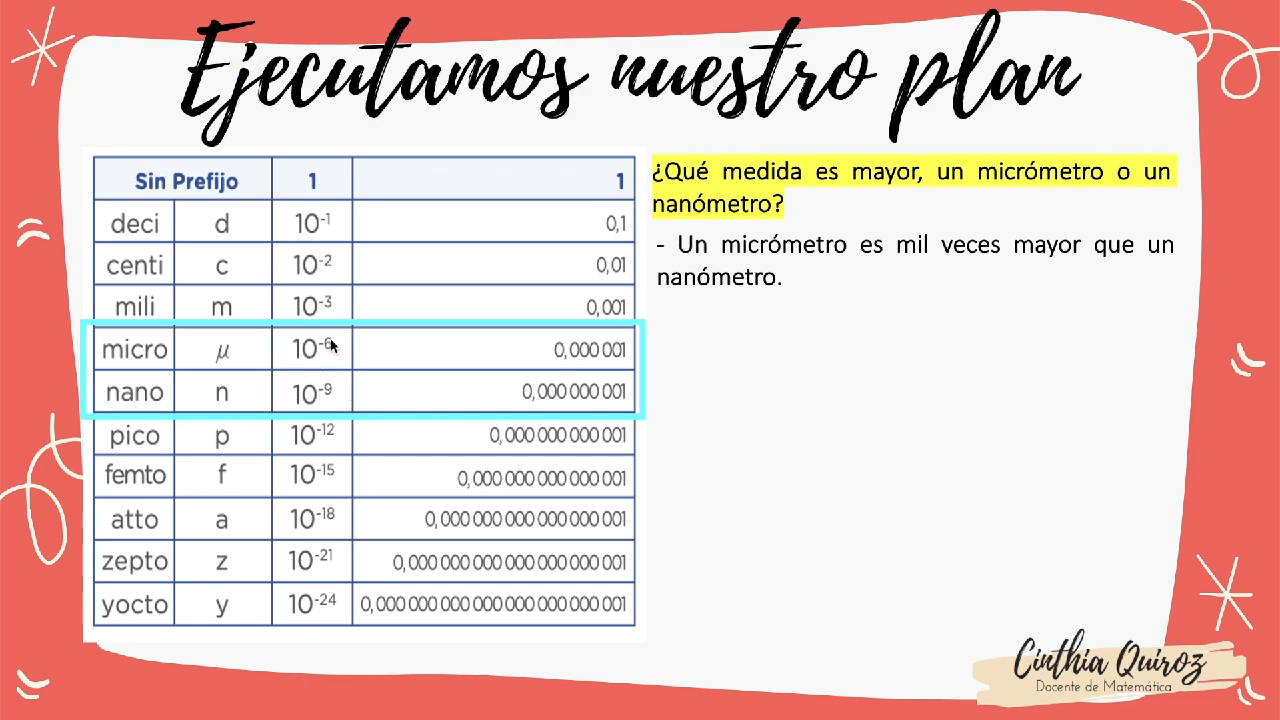 Ejecutamos nuestro plan
Sin Prefijo 1 1
deci d 10⁻¹ 0,1
centi c 10⁻² 0,01
mili m 10⁻³ 0,001
micro μ 10⁻⁶ 0,000 001
nano n 10⁻⁹ 0,000 000 001
pico p 10⁻¹² 0,000 000 000 001
femto f 10⁻¹⁵ 0,000 000 000 000 001
atto a 10⁻¹⁸ 0,000 000 000 000 000 001
zepto z 10⁻²¹ 0,000 000 000 000 000 000 001
yocto y 10⁻²⁴ 0,000 000 000 000 000 000 000 001
¿Qué medida es mayor, un micrómetro o un
nanómetro?
- Un micrómetro es mil veces mayor que un
nanómetro.
Cinthia Quiroz
Docente de Matemática